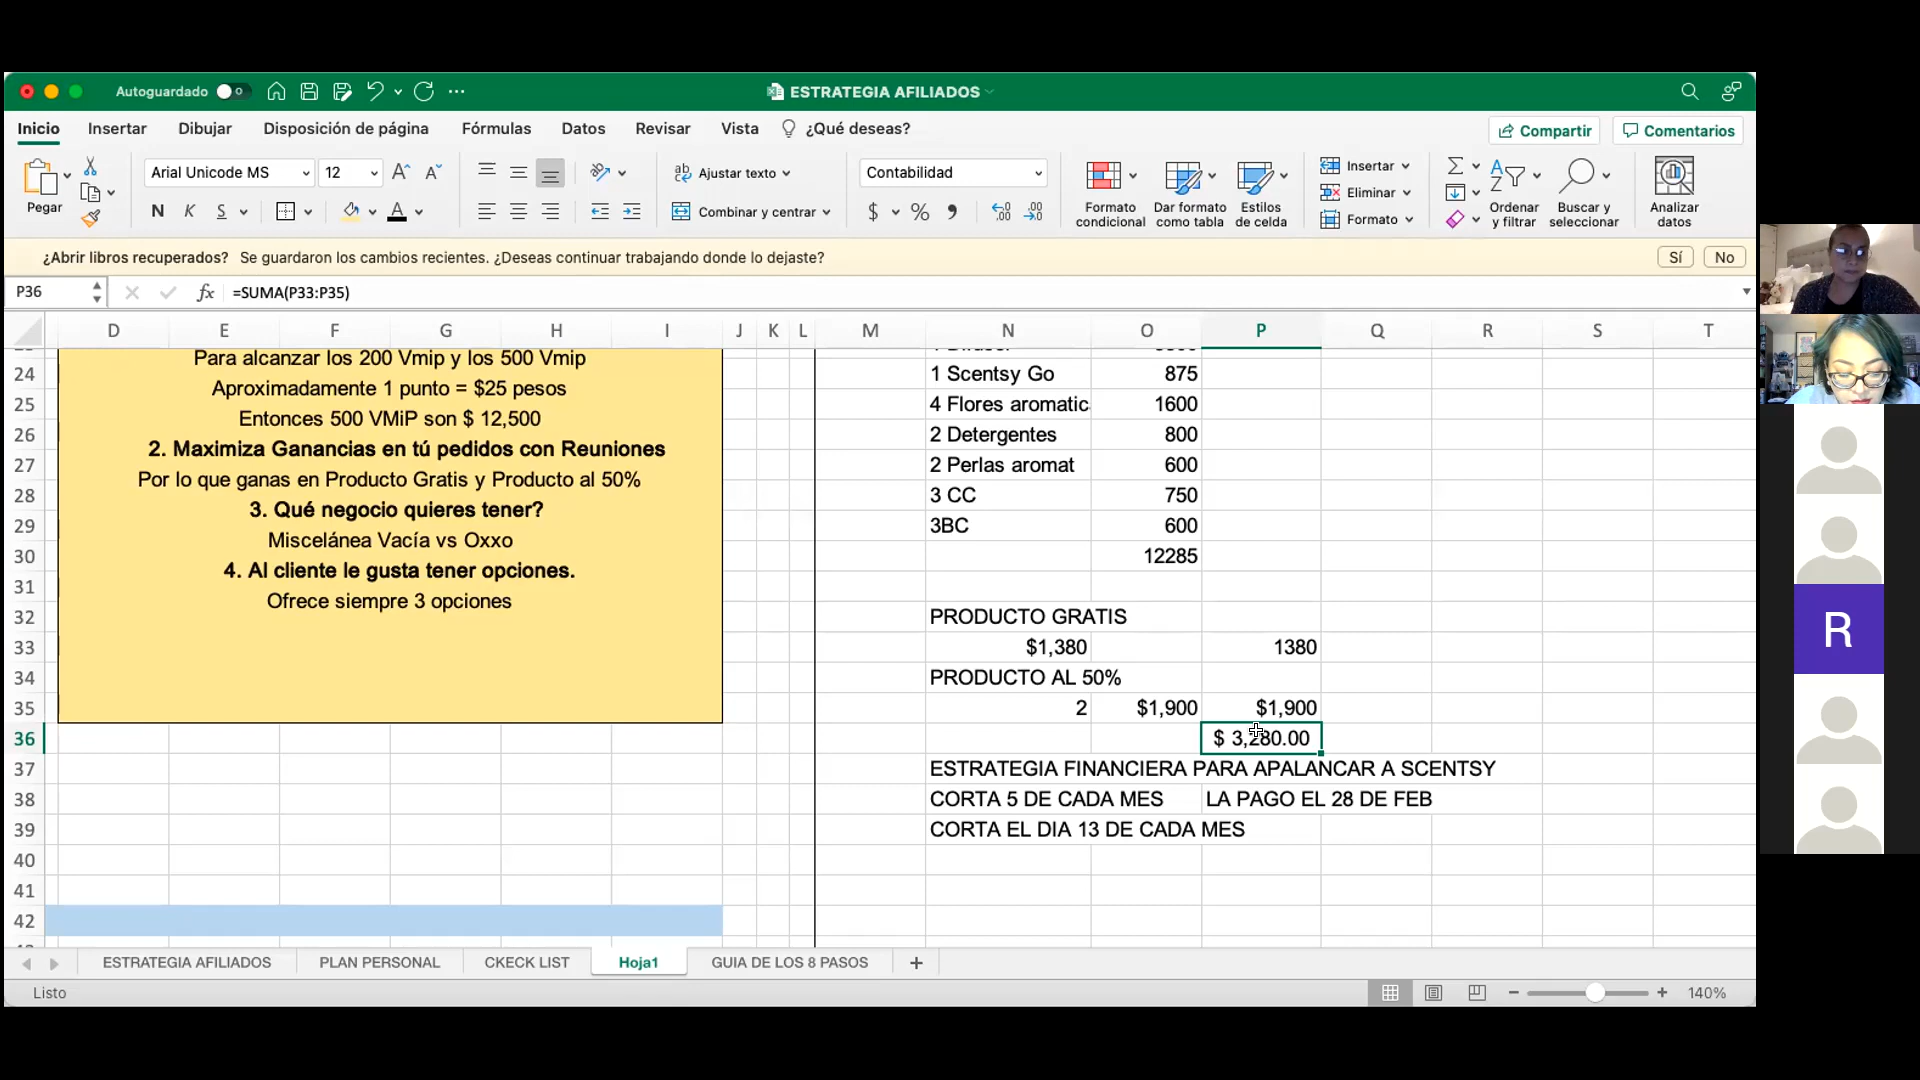 Autoguardado
ESTRATEGIA AFILIADOS
Inicio Insertar Dibujar Disposición de página Fórmulas Datos Revisar Vista ¿Qué deseas? Compartir Comentarios
Pegar
Arial Unicode MS 12
N K S
Ajustar texto
Combinar y centrar
Contabilidad
$ % 
Formato condicional
Dar formato como tabla
Estilos de celda
Insertar
Eliminar
Formato
Ordenar y filtrar
Buscar y seleccionar
Analizar datos
¿Abrir libros recuperados? Se guardaron los cambios recientes. ¿Deseas continuar trabajando donde lo dejaste? Sí No
P36 fx =SUMA(P33:P35)
D E F G H I J K L M N O P Q R S T
Para alcanzar los 200 Vmip y los 500 Vmip
24 Aproximadamente 1 punto = $25 pesos 1 Scentsy Go 875
25 Entonces 500 VMiP son $ 12,500 4 Flores aromatic 1600
26 2. Maximiza Ganancias en tú pedidos con Reuniones 2 Detergentes 800
27 Por lo que ganas en Producto Gratis y Producto al 50% 2 Perlas aromat 600
28 3. Qué negocio quieres tener? 3 CC 750
29 Miscelánea Vacía vs Oxxo 3BC 600
30 4. Al cliente le gusta tener opciones. 12285
31 Ofrece siempre 3 opciones
32 PRODUCTO GRATIS
33 $1,380 1380
34 PRODUCTO AL 50%
35 2 $1,900 $1,900
36 $ 3,280.00
37 ESTRATEGIA FINANCIERA PARA APALANCAR A SCENTSY
38 CORTA 5 DE CADA MES LA PAGO EL 28 DE FEB
39 CORTA EL DIA 13 DE CADA MES
40
41
42
ESTRATEGIA AFILIADOS PLAN PERSONAL CKECK LIST Hoja1 GUIA DE LOS 8 PASOS +
Listo 140%
R